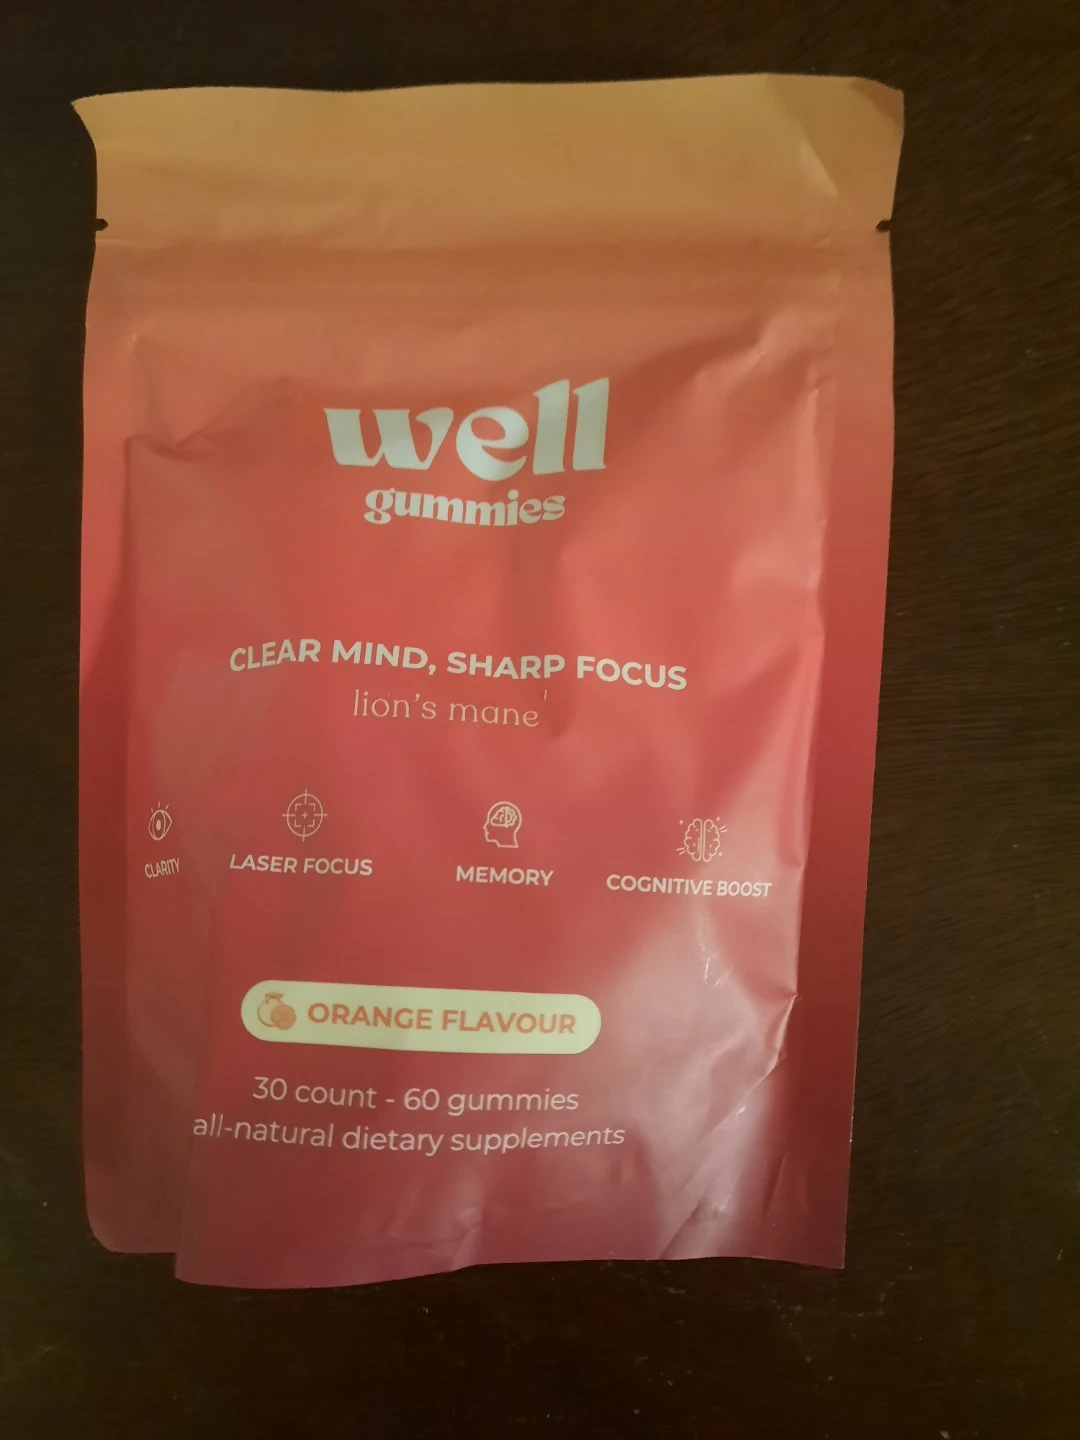 well
gummies
CLEAR MIND, SHARP FOCUS
lion's mane
CLARITY
LASER FOCUS
MEMORY
COGNITIVE BOOST
ORANGE FLAVOUR
30 count - 60 gummies
all-natural dietary supplements